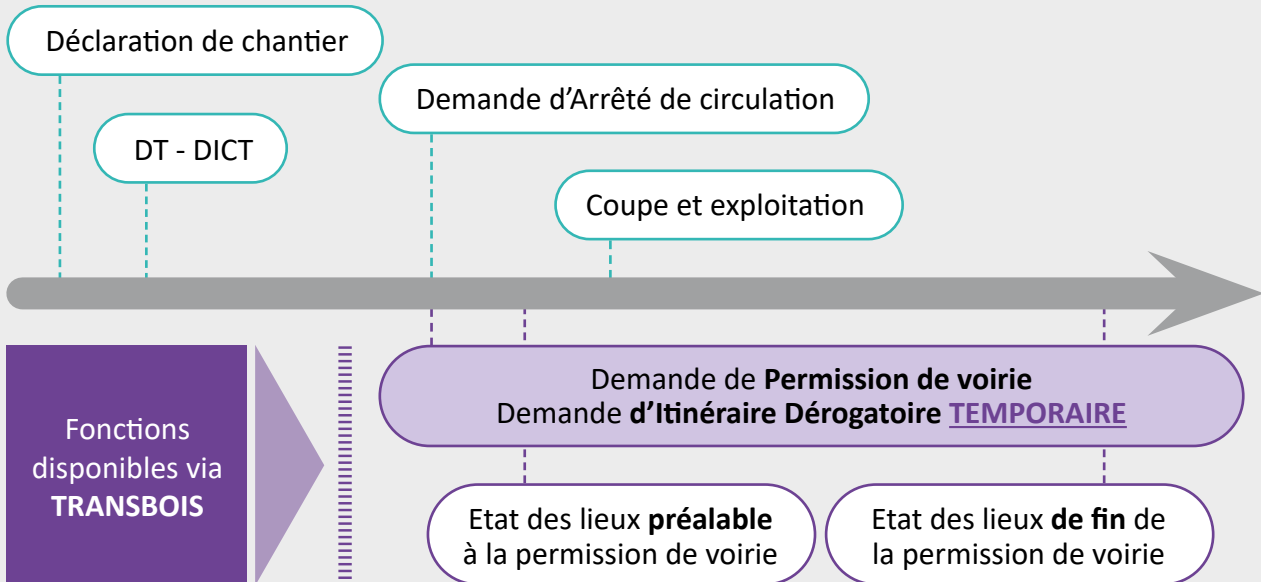 Déclaration de chantier
Demande d'Arrêté de circulation
DT - DICT
Coupe et exploitation
Fonctions
disponibles via
TRANSBOIS
Demande de Permission de voirie
Demande d'Itinéraire Dérogatoire TEMPORAIRE
Etat des lieux préalable
à la permission de voirie
Etat des lieux de fin de
la permission de voirie